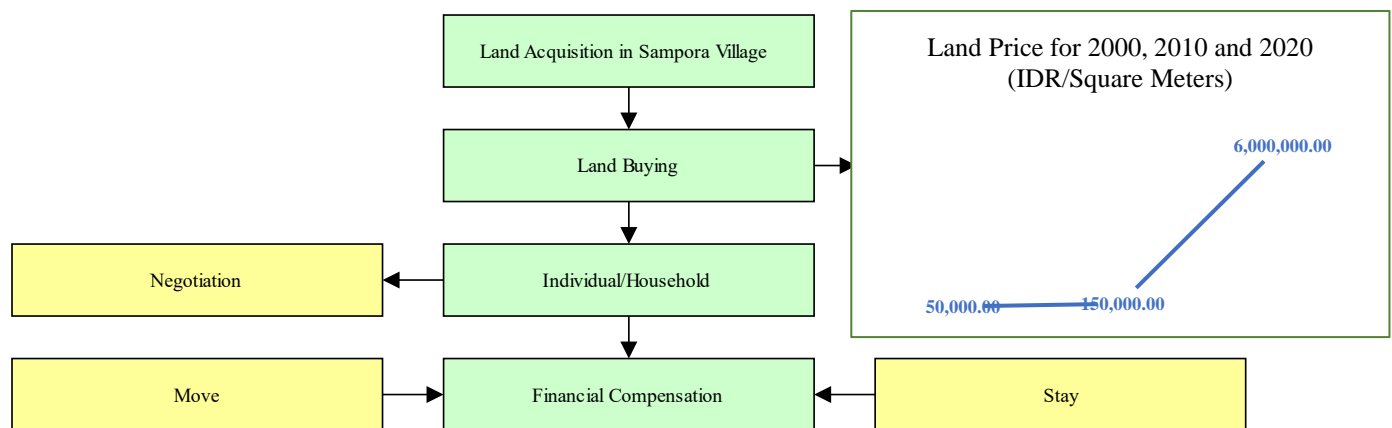 Land Acquisition in Sampora Village
Land Price for 2000, 2010 and 2020
(IDR/Square Meters)
6,000,000.00
Land Buying
Negotiation
Individual/Household
50,000.00
150,000.00
Move
Financial Compensation
Stay